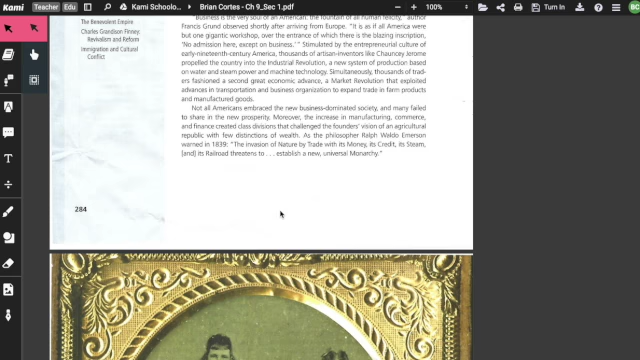 Kami Teacher Edu Kami Schoolo... > Brian Cortes - Ch 9_Sec 1.pdf − 100% + Turn In BC
The Benevolent Empire
Charles Grandison Finney:
Revivalism and Reform
Immigration and Cultural
Conflict
"Business is the very soul of an American: the fountain of all human felicity," author
Francis Grund observed shortly after arriving from Europe. "It is as if all America were
but one gigantic workshop, over the entrance of which there is the blazing inscription,
'No admission here, except on business.'" Stimulated by the entrepreneurial culture of
early-nineteenth-century America, thousands of artisan-inventors like Chauncey Jerome
propelled the country into the Industrial Revolution, a new system of production based
on water and steam power and machine technology. Simultaneously, thousands of trad-
ers fashioned a second great economic advance, a Market Revolution that exploited
advances in transportation and business organization to expand trade in farm products
and manufactured goods.
Not all Americans embraced the new business-dominated society, and many failed
to share in the new prosperity. Moreover, the increase in manufacturing, commerce,
and finance created class divisions that challenged the founders' vision of an agricultural
republic with few distinctions of wealth. As the philosopher Ralph Waldo Emerson
warned in 1839: "The invasion of Nature by Trade with its Money, its Credit, its Steam,
[and] its Railroad threatens to . . . establish a new, universal Monarchy."
284